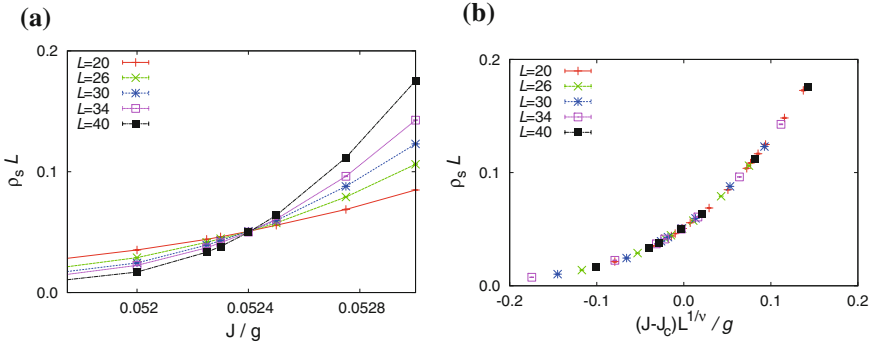 (a)
0.2
0.1
0.0
ρs L
L=20
L=26
L=30
L=34
L=40
0.052
0.0524
0.0528
J / g
(b)
0.2
0.1
0.0
ρs L
L=20
L=26
L=30
L=34
L=40
-0.2
-0.1
0.0
0.1
0.2
(J-Jc)L1/ν / g